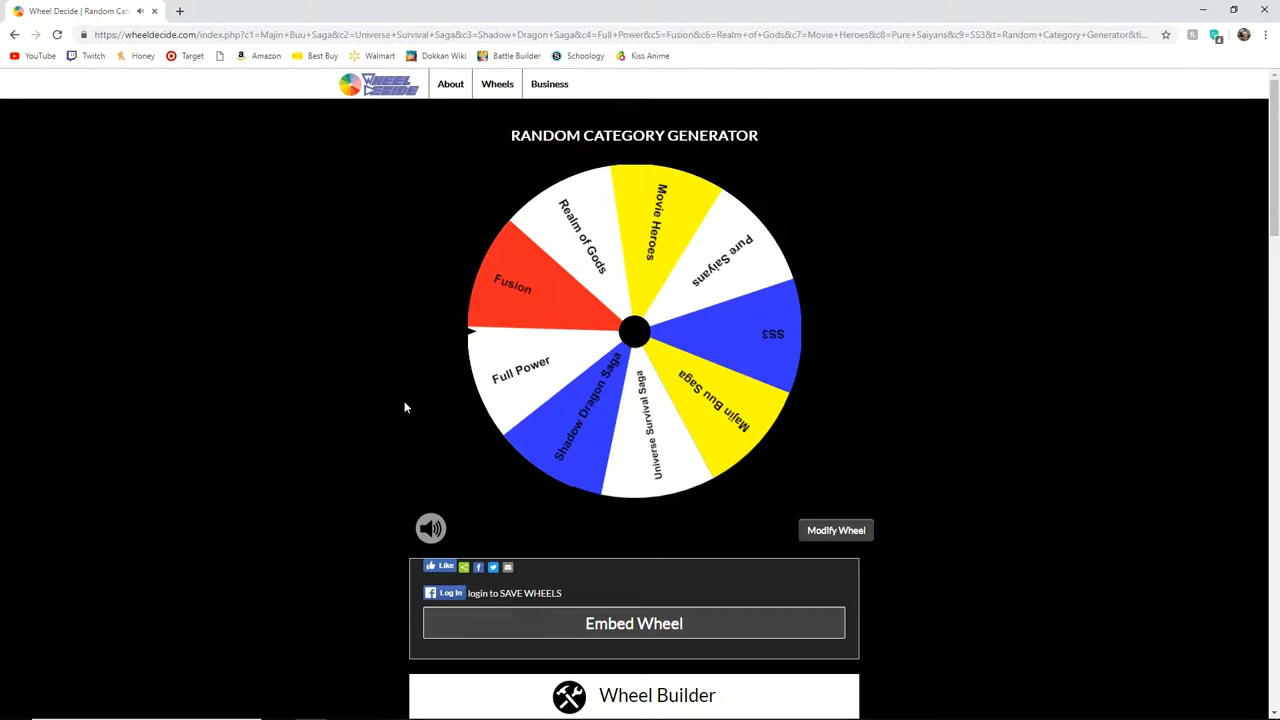 Wheel Decide | Random Cat
https://wheeldecide.com/index.php?c1=Majin+Buu+Saga&c2=Universe+Survival+Saga&c3=Shadow+Dragon+Saga&c4=Full+Power&c5=Fusion&c6=Realm+of+Gods&c7=Movie+Heroes&c8=Pure+Saiyans&c9=SS3&t=Random+Category+Generator&ti...
YouTube Twitch Honey Target Amazon Best Buy Walmart Dokkan Wiki Battle Builder Schoology Kiss Anime
WHEEL DECIDE About Wheels Business
RANDOM CATEGORY GENERATOR
Movie Heroes
Realm of Gods
Pure Saiyans
Fusion
SS3
Full Power
Majin Buu Saga
Shadow Dragon Saga
Universe Survival Saga
Modify Wheel
Like
Log In login to SAVE WHEELS
Embed Wheel
Wheel Builder